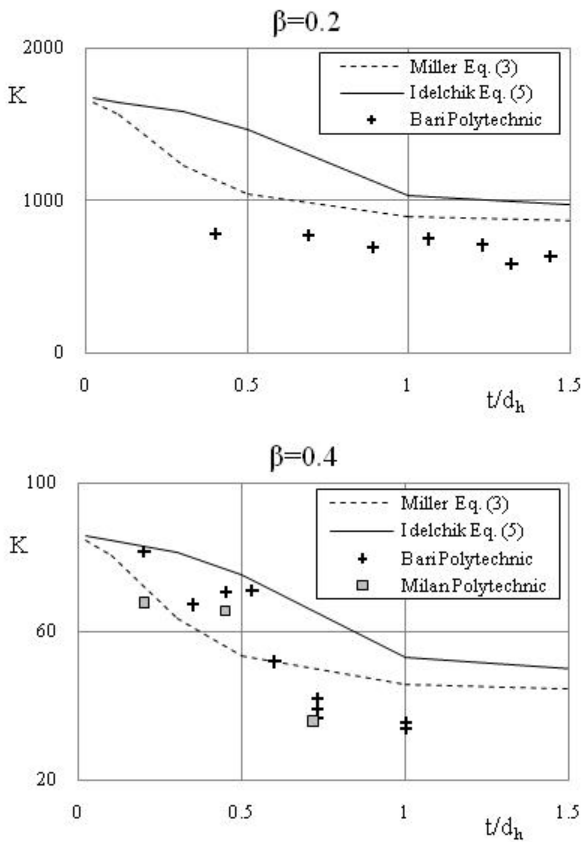 β=0.2
2000
K
1000
0
Miller Eq. (3)
Idelchik Eq. (5)
Bari Polytechnic
0 0.5 1 1.5
t/dh
β=0.4
100
K
60
20
Miller Eq. (3)
Idelchik Eq. (5)
Bari Polytechnic
Milan Polytechnic
0 0.5 1 1.5
t/dh